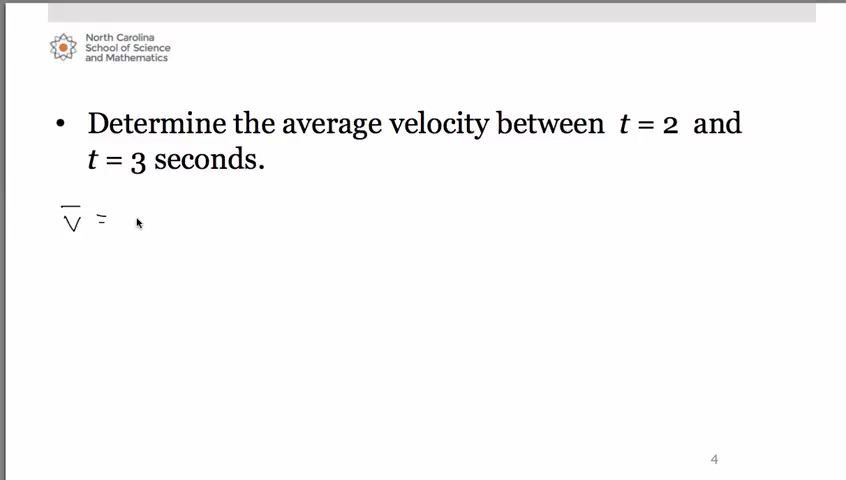 North Carolina
School of Science
and Mathematics
• Determine the average velocity between t = 2 and
t = 3 seconds.
v̅ =
4